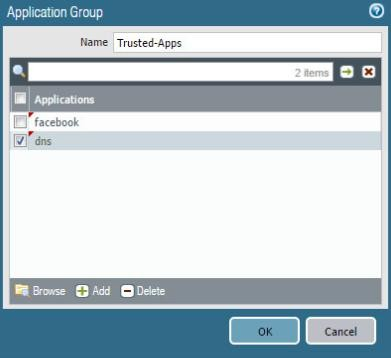 Application Group
Name Trusted-Apps
2 items
Applications
facebook
dns
Browse Add Delete
OK Cancel